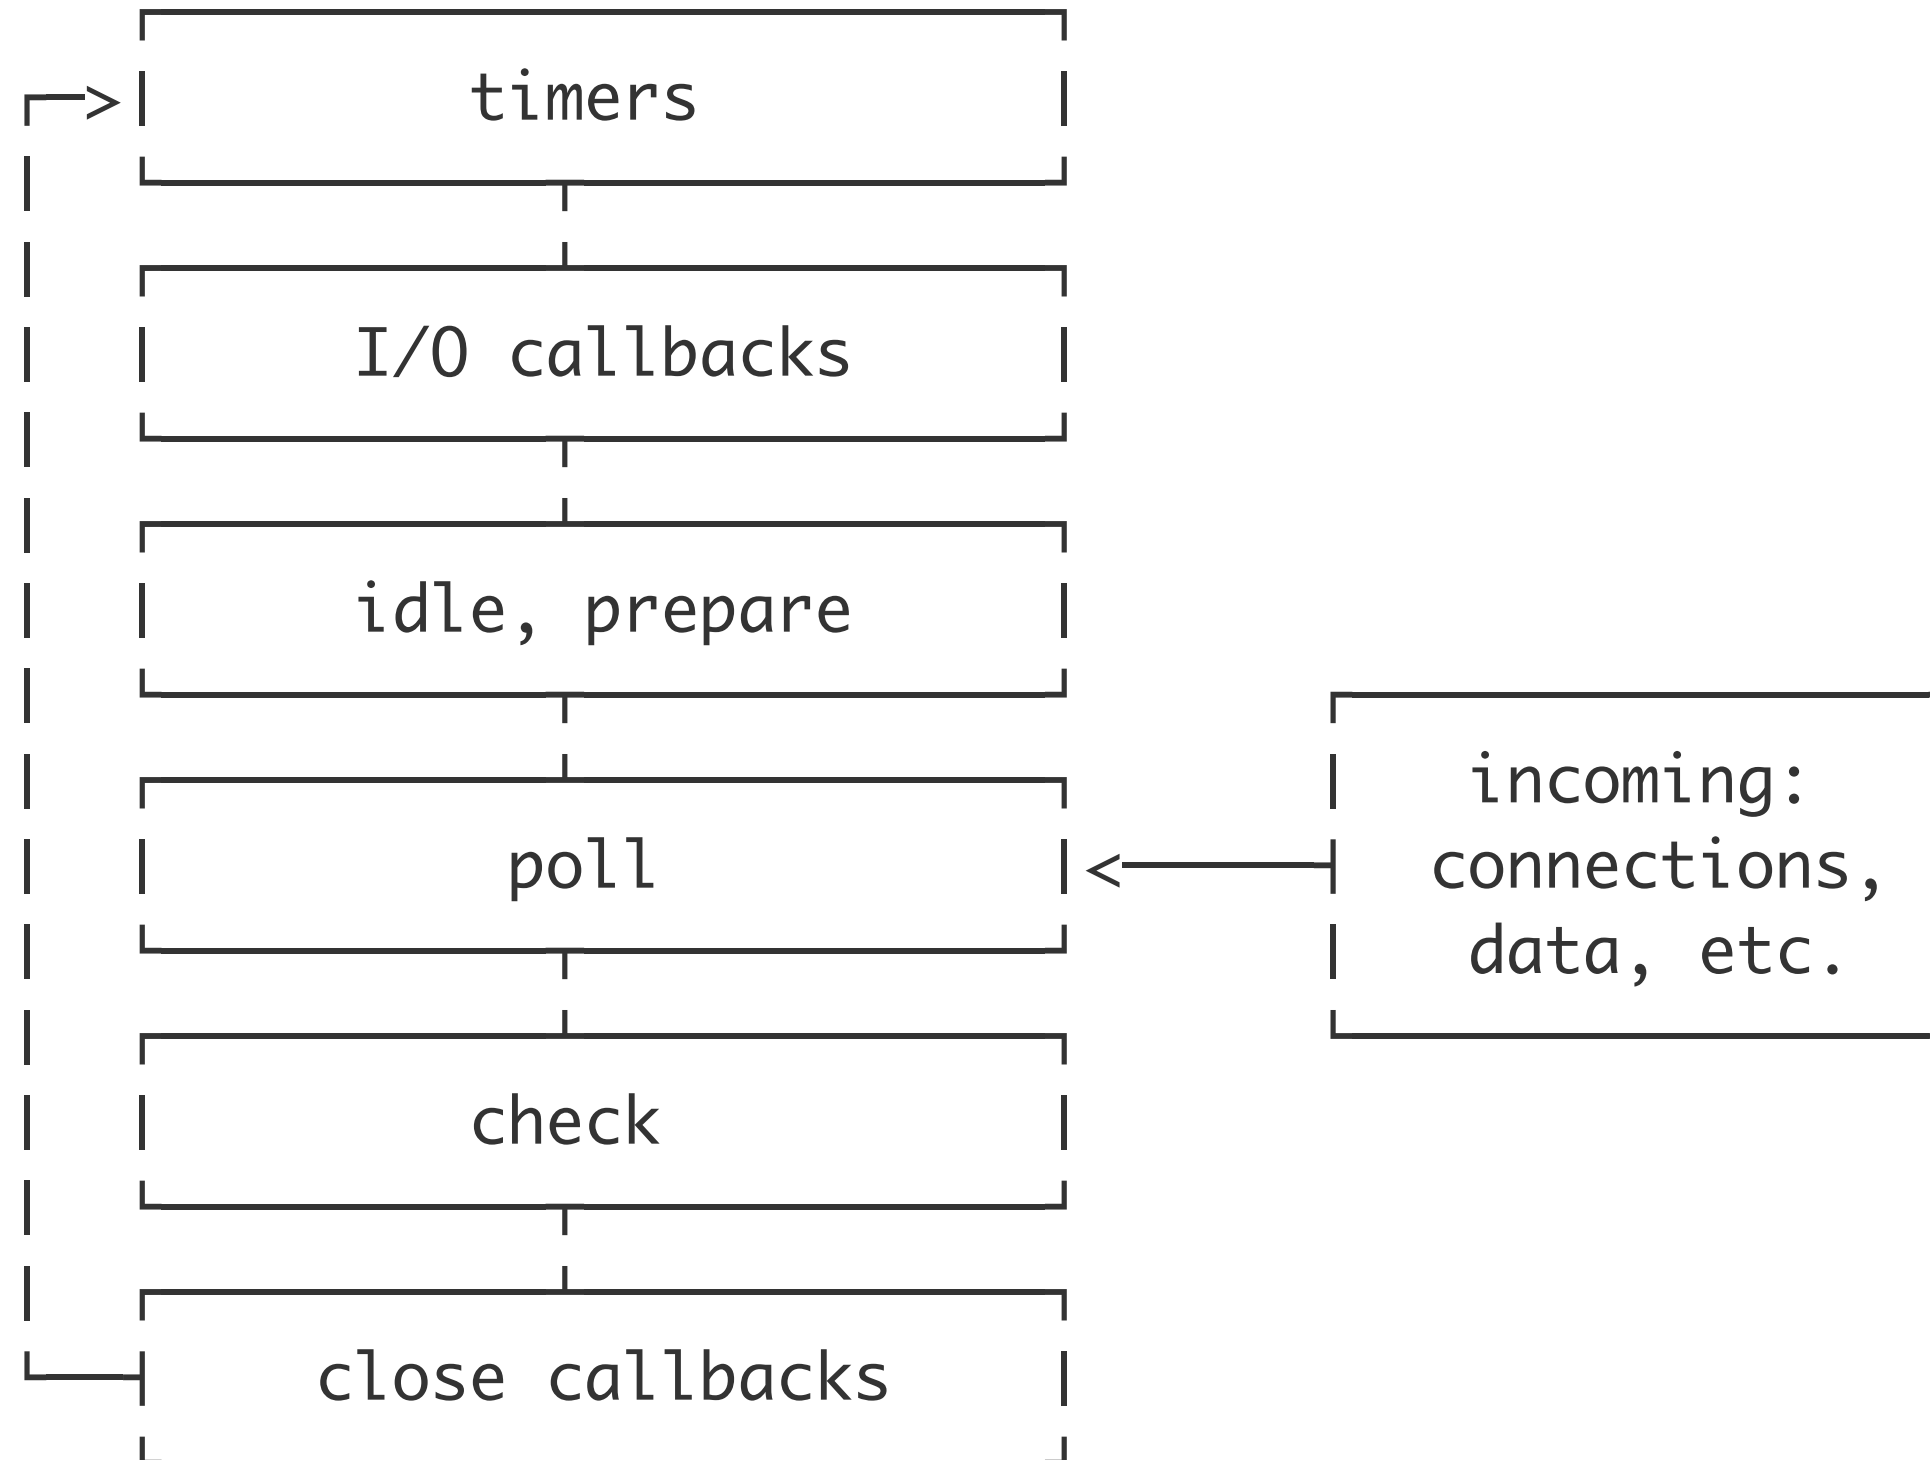 timers
I/O callbacks
idle, prepare
poll
incoming:
connections,
data, etc.
check
close callbacks